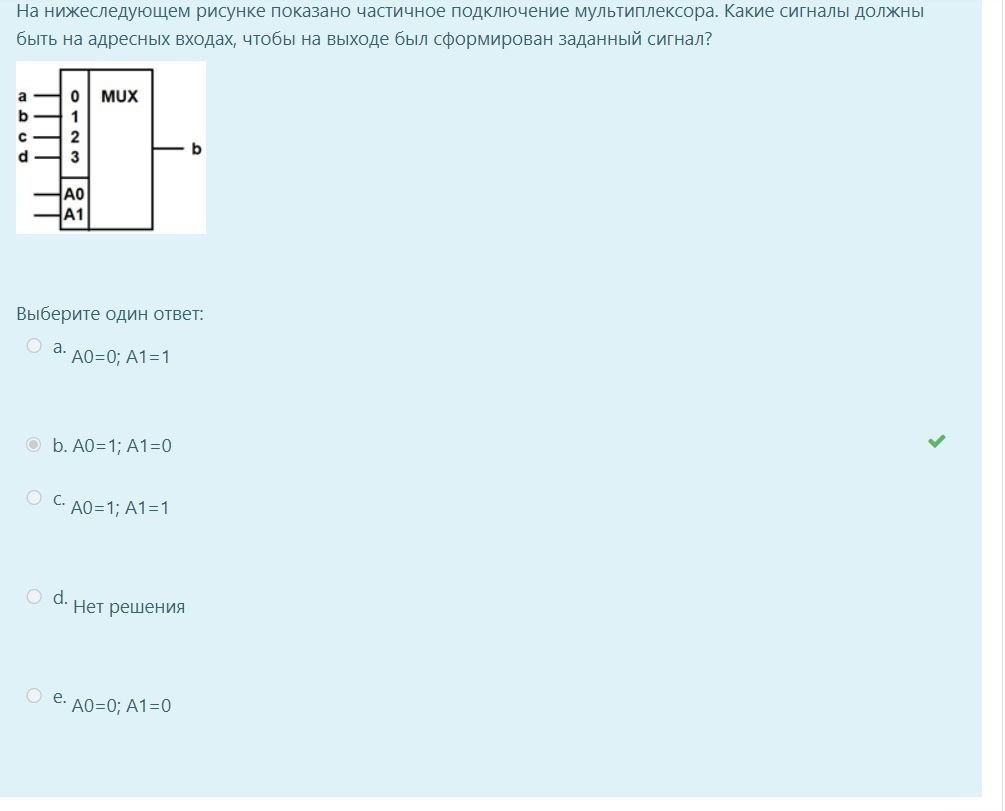 На нижеследующем рисунке показано частичное подключение мультиплексора. Какие сигналы должны
быть на адресных входах, чтобы на выходе был сформирован заданный сигнал?
a 0 MUX
b 1
c 2
d 3
b
A0
A1
Выберите один ответ:
a. A0=0; A1=1
b. A0=1; A1=0
c. A0=1; A1=1
d. Нет решения
e. A0=0; A1=0